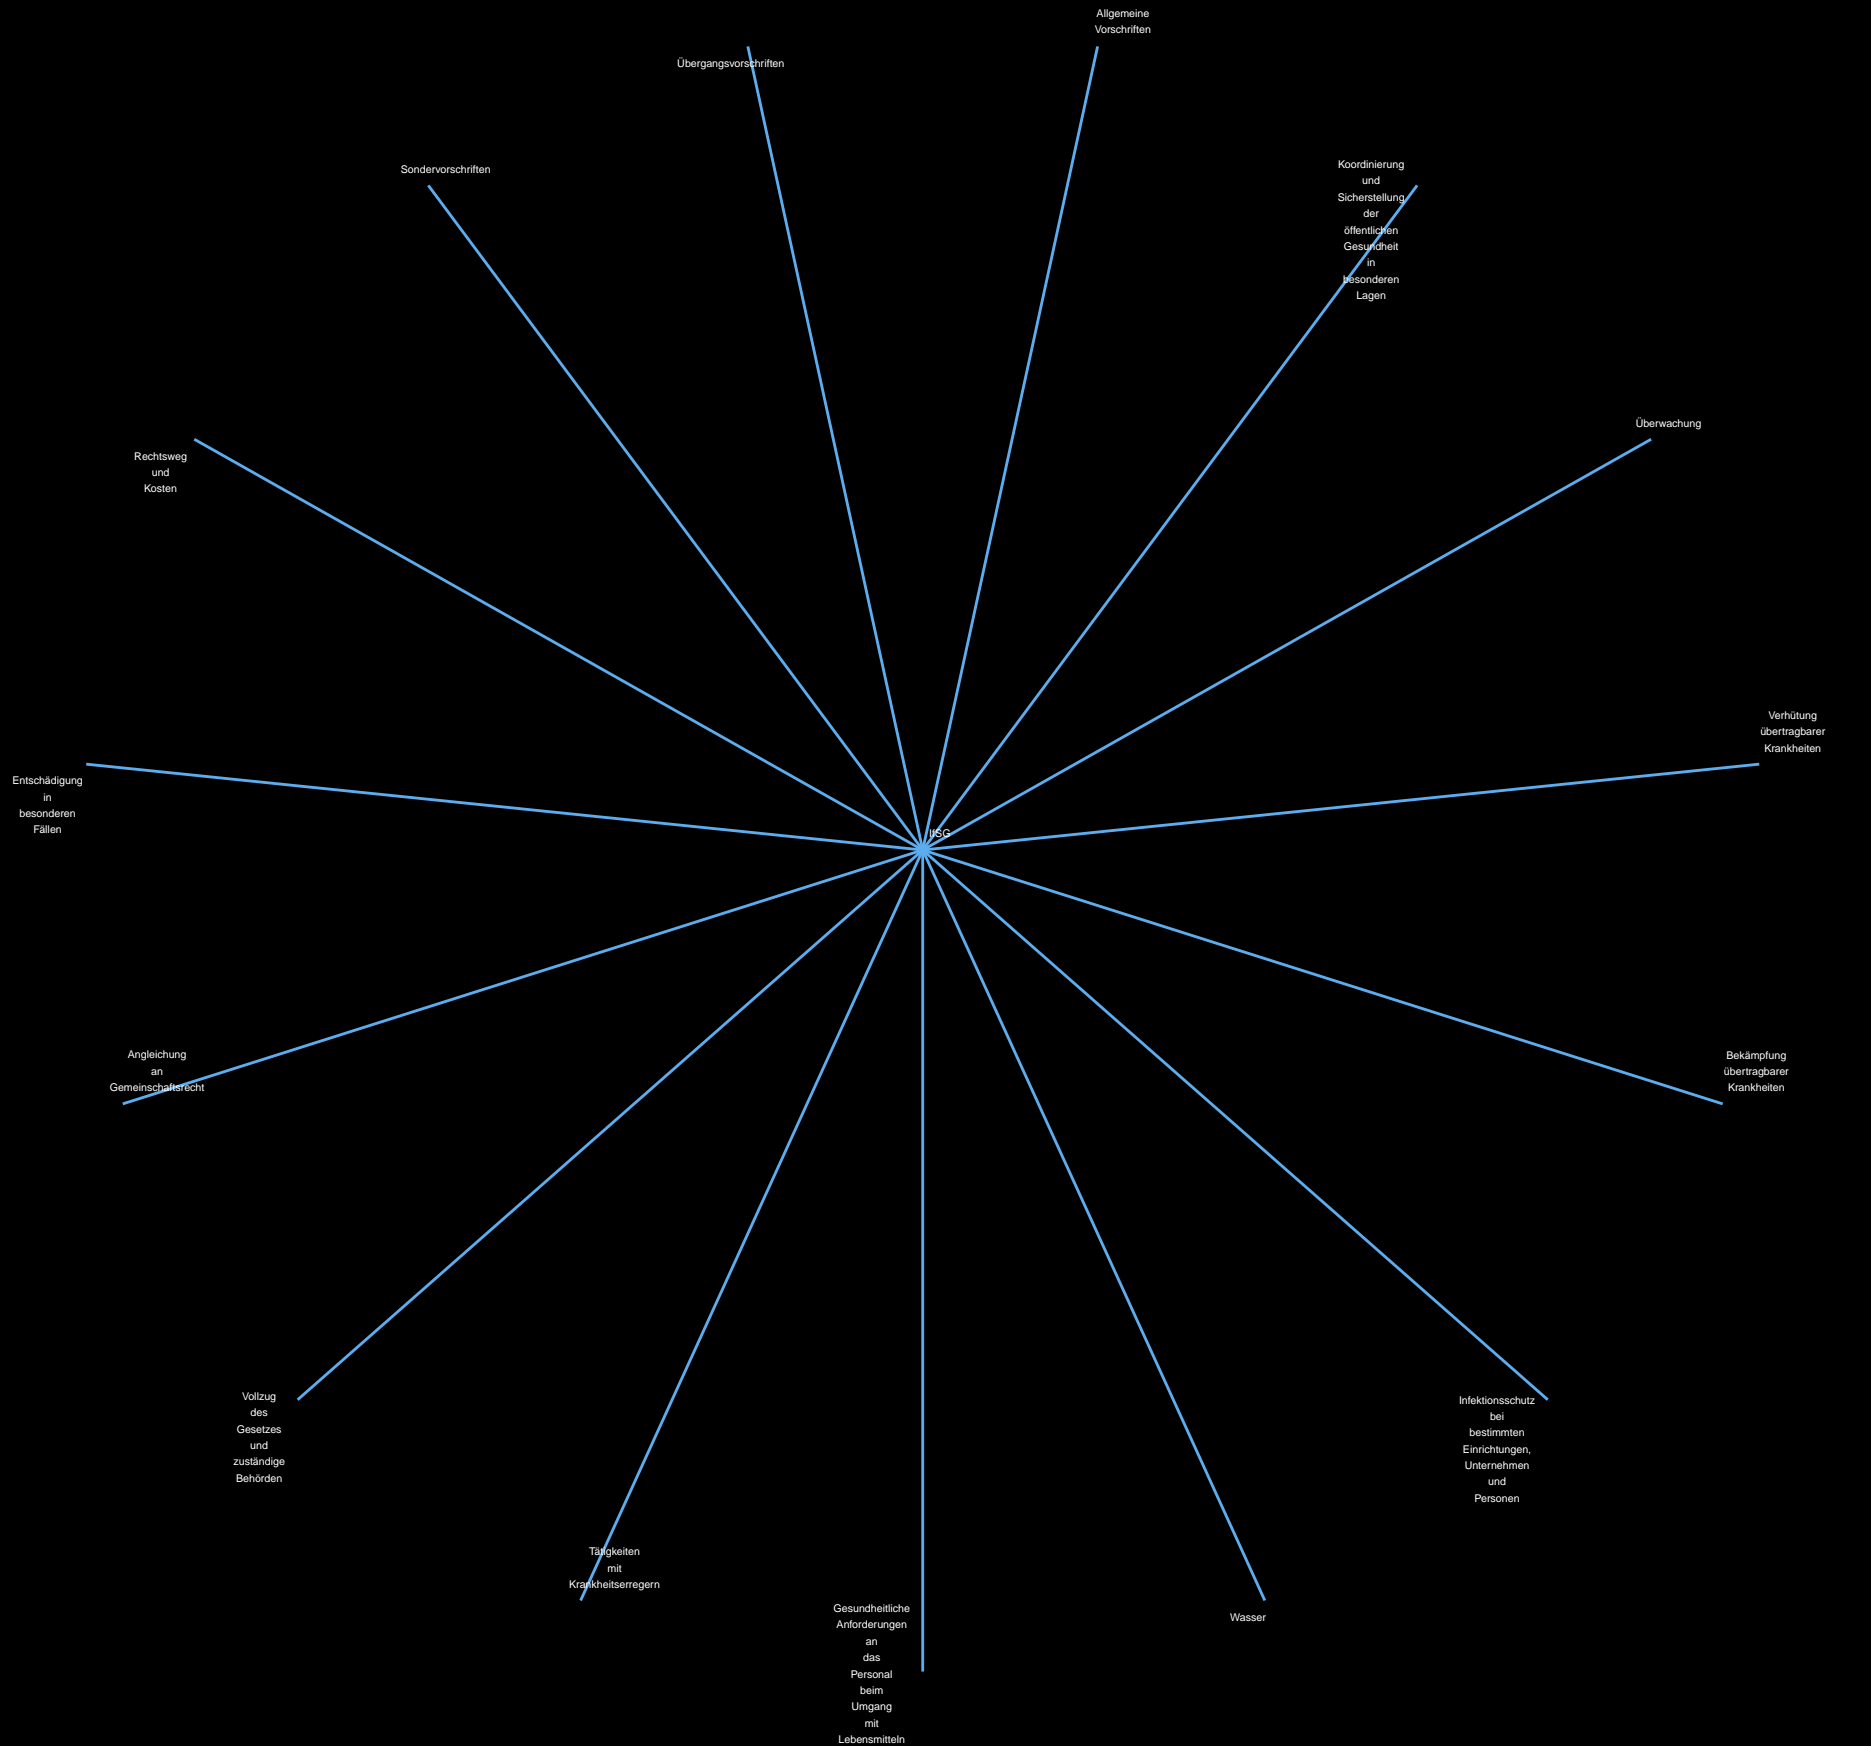 Allgemeine
Vorschriften
Übergangsvorschriften
Sondervorschriften
Koordinierung
und
Sicherstellung
der
öffentlichen
Gesundheit
in
besonderen
Lagen
Überwachung
Rechtsweg
und
Kosten
Verhütung
übertragbarer
Krankheiten
Entschädigung
in
besonderen
Fällen
IfSG
Angleichung
an
Gemeinschaftsrecht
Bekämpfung
übertragbarer
Krankheiten
Vollzug
des
Gesetzes
und
zuständige
Behörden
Infektionsschutz
bei
bestimmten
Einrichtungen,
Unternehmen
und
Personen
Tätigkeiten
mit
Krankheitserregern
Gesundheitliche
Anforderungen
an
das
Personal
beim
Umgang
mit
Lebensmitteln
Wasser